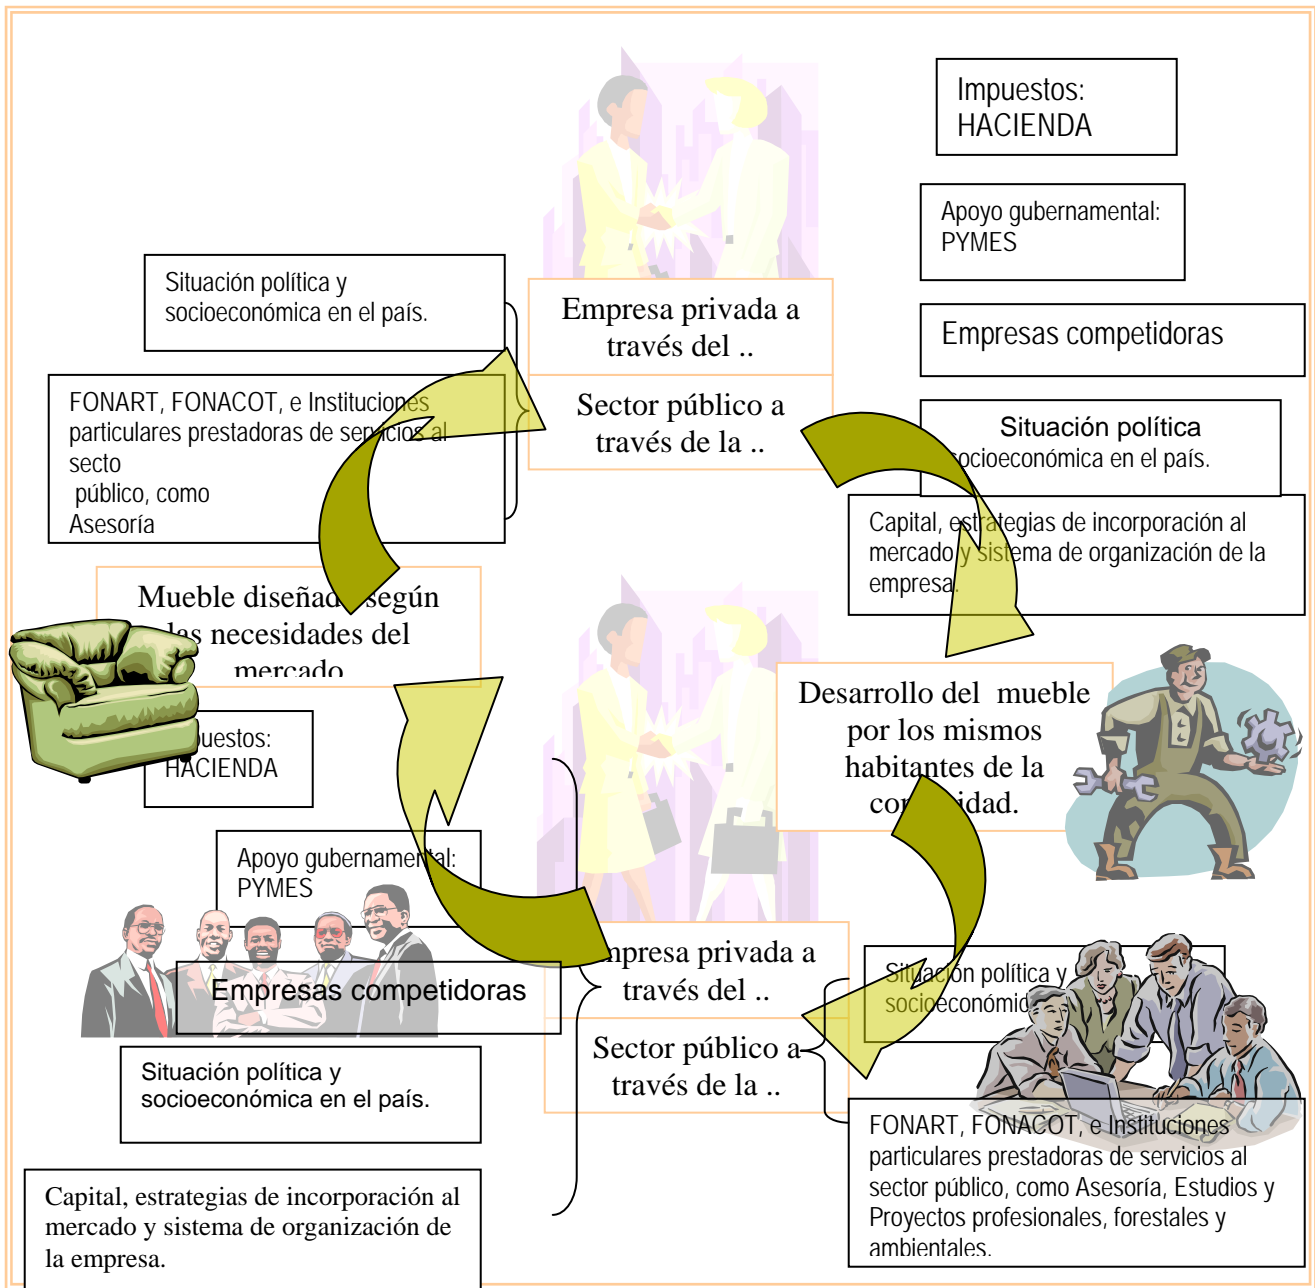 Impuestos:
HACIENDA
Apoyo gubernamental:
PYMES
Situación política y
socioeconómica en el país.
Empresa privada a
través del ..
Empresas competidoras
FONART, FONACOT, e Instituciones
particulares prestadoras de servicios al
secto
público, como
Asesoría
Sector público a
través de la ..
Situación política
socioeconómica en el país.
Capital, estrategias de incorporación al
mercado y sistema de organización de la
empresa.
Mueble diseñado según
las necesidades del
mercado
Desarrollo del mueble
por los mismos
habitantes de la
comunidad.
Impuestos:
HACIENDA
Apoyo gubernamental:
PYMES
Empresas competidoras
Empresa privada a
través del ..
Situación política y
socioeconómic
Sector público a
través de la ..
Situación política y
socioeconómica en el país.
FONART, FONACOT, e Instituciones
particulares prestadoras de servicios al
sector público, como Asesoría, Estudios y
Proyectos profesionales, forestales y
ambientales.
Capital, estrategias de incorporación al
mercado y sistema de organización de
la empresa.